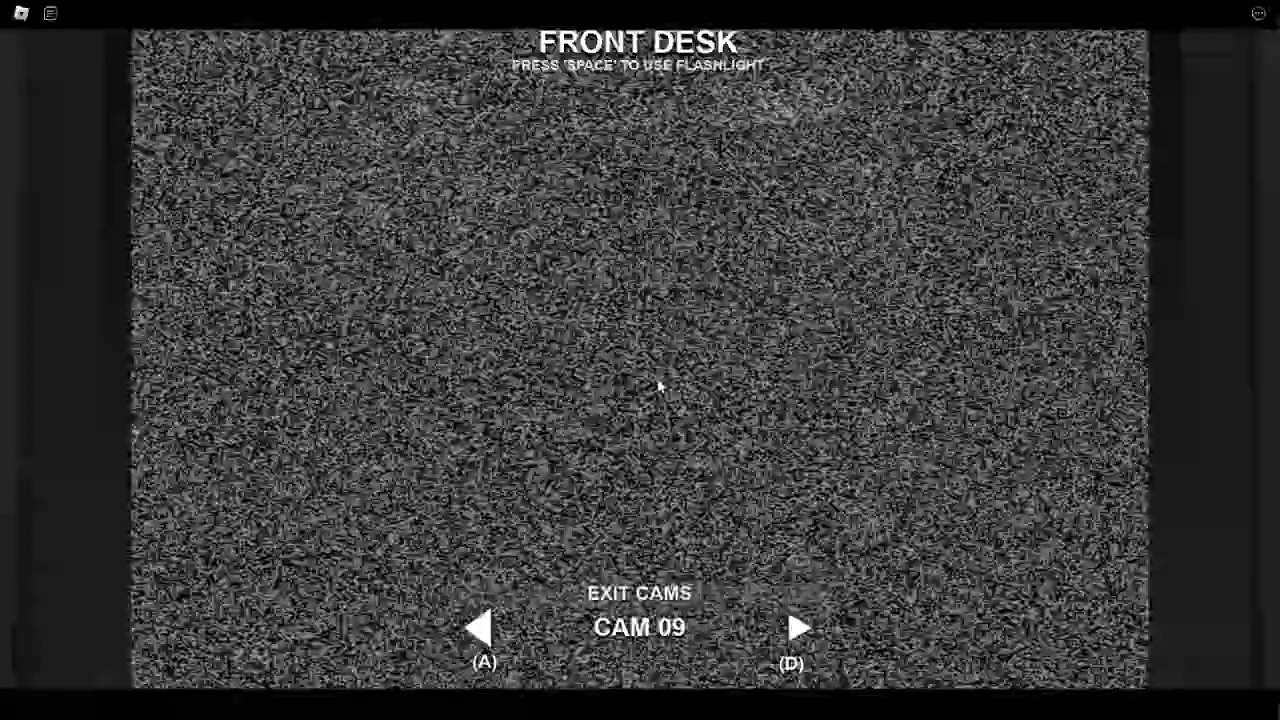 FRONT DESK
PRESS 'SPACE' TO USE FLASHLIGHT
EXIT CAMS
CAM 09
(A)
(D)